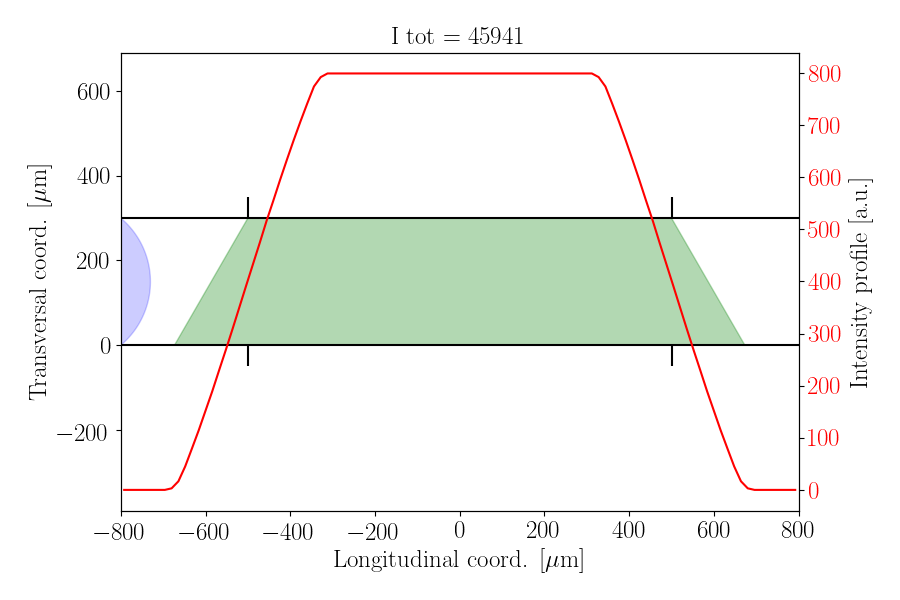 I tot = 45941
Transversal coord. [μm]
600
400
200
0
−200
800
700
600
500
400
300
200
100
0
Intensity profile [a.u.]
−800 −600 −400 −200 0 200 400 600 800
Longitudinal coord. [μm]